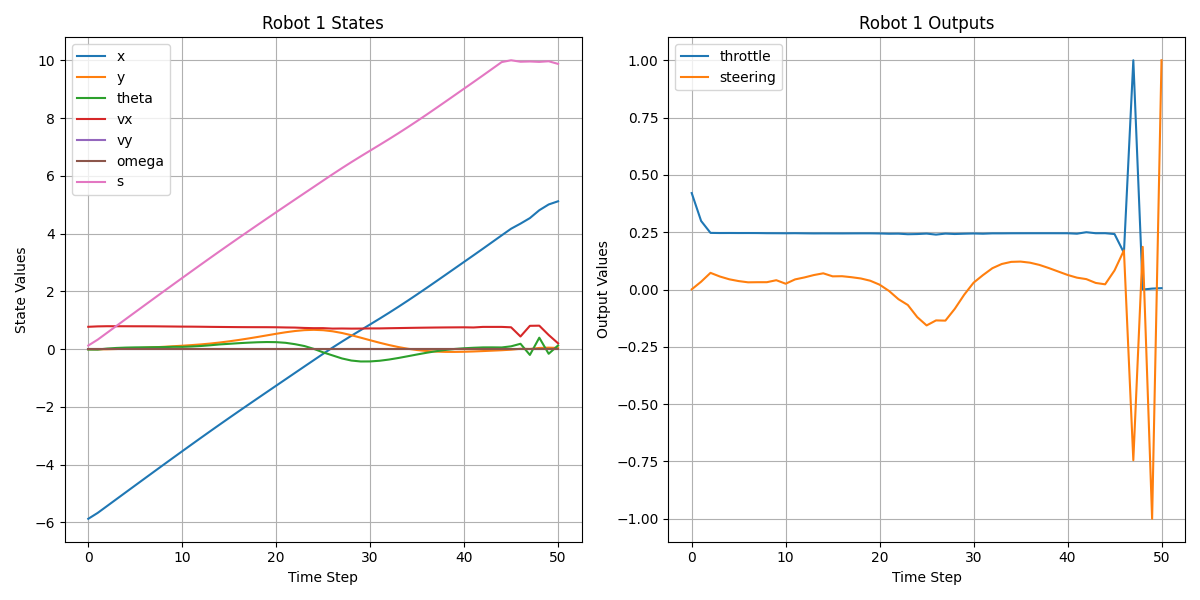 Robot 1 States
x
y
theta
vx
vy
omega
s
10
8
6
4
2
0
−2
−4
−6
State Values
0
10
20
30
40
50
Time Step
Robot 1 Outputs
throttle
steering
1.00
0.75
0.50
0.25
0.00
−0.25
−0.50
−0.75
−1.00
Output Values
0
10
20
30
40
50
Time Step